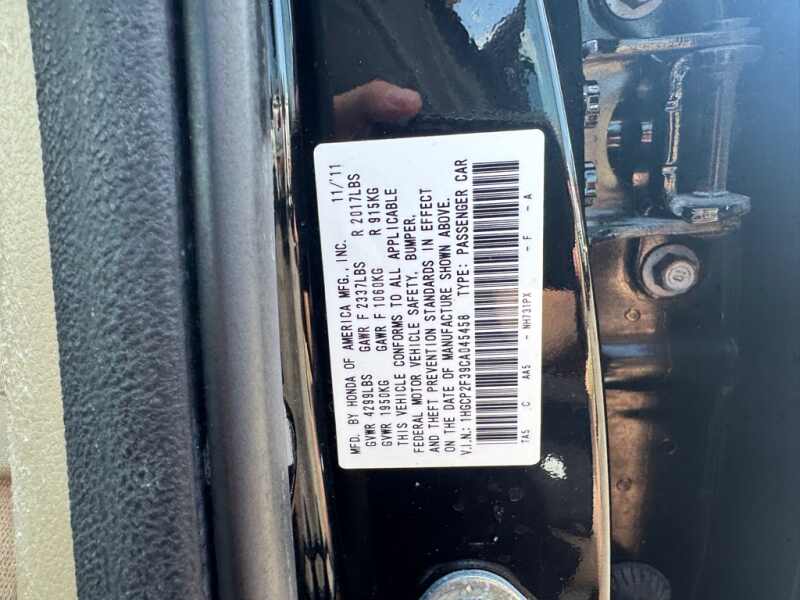 MFD. BY HONDA OF AMERICA MFG., INC. 11/'11
GVWR 4299LBS GAWR F 2337LBS R 2017LBS
GVWR 1950KG GAWR F 1060KG R 915KG
THIS VEHICLE CONFORMS TO ALL APPLICABLE
FEDERAL MOTOR VEHICLE SAFETY, BUMPER,
AND THEFT PREVENTION STANDARDS IN EFFECT
ON THE DATE OF MANUFACTURE SHOWN ABOVE.
V.I.N.: 1HGCP2F39CA045458 TYPE: PASSENGER CAR
TA5 C AA5 - NH731PX - F - A